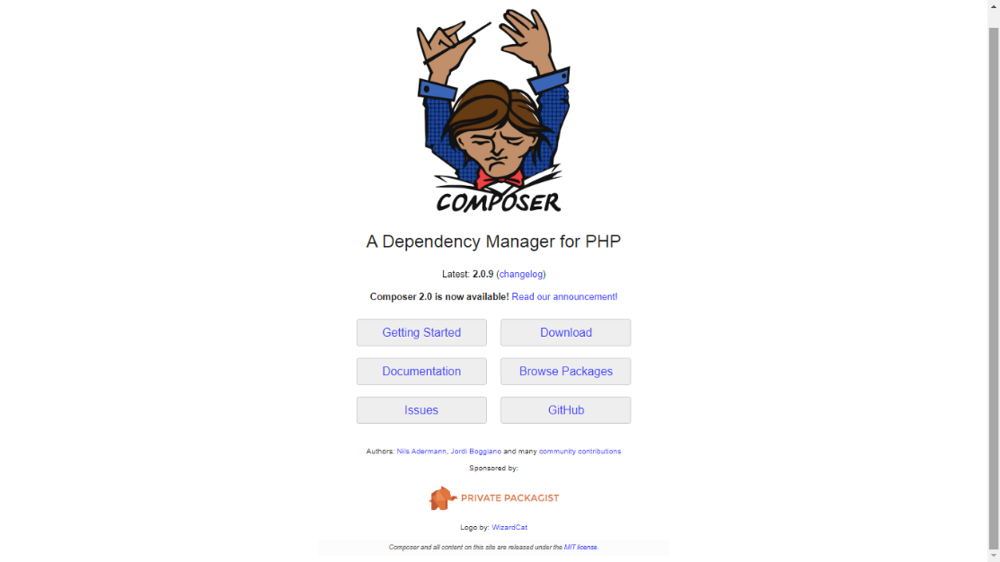 COMPOSER
A Dependency Manager for PHP
Latest: 2.0.9 (changelog)
Composer 2.0 is now available! Read our announcement!
Getting Started Download
Documentation Browse Packages
Issues GitHub
Authors: Nils Adermann, Jordi Boggiano and many community contributions
Sponsored by:
PRIVATE PACKAGIST
Logo by: WizardCat
Composer and all content on this site are released under the MIT license.